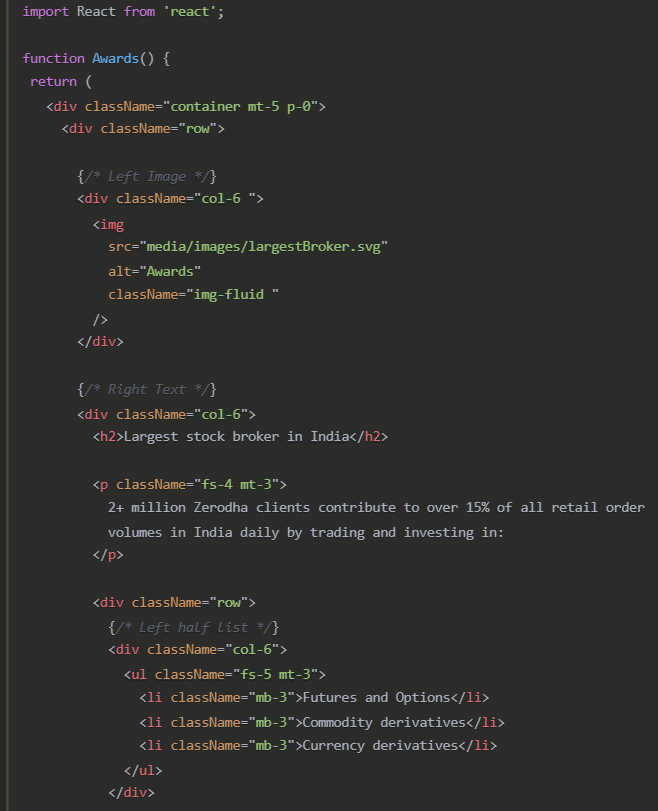 import React from 'react';
function Awards() {
return (
<div className="container mt-5 p-0">
<div className="row">
{/* Left Image */}
<div className="col-6 ">
<img
src="media/images/largestBroker.svg"
alt="Awards"
className="img-fluid "
/>
</div>
{/* Right Text */}
<div className="col-6">
<h2>Largest stock broker in India</h2>
<p className="fs-4 mt-3">
2+ million Zerodha clients contribute to over 15% of all retail order
volumes in India daily by trading and investing in:
</p>
<div className="row">
{/* Left half list */}
<div className="col-6">
<ul className="fs-5 mt-3">
<li className="mb-3">Futures and Options</li>
<li className="mb-3">Commodity derivatives</li>
<li className="mb-3">Currency derivatives</li>
</ul>
</div>